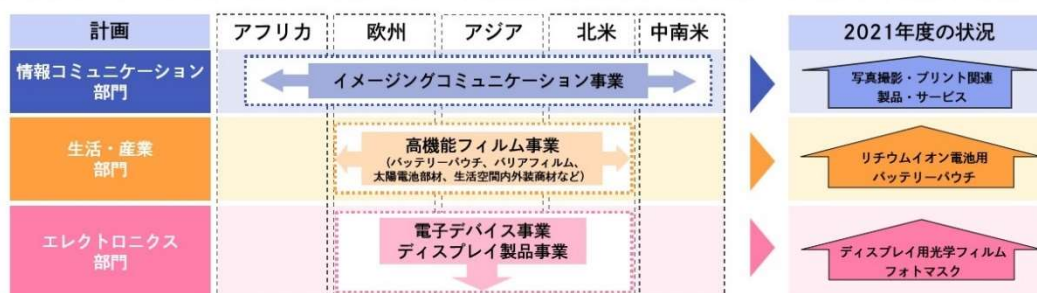 計画
アフリカ
欧州
アジア
北米
中南米
2021年度の状況
情報コミュニケーション
部門
イメージングコミュニケーション事業
写真撮影・プリント関連
製品・サービス
生活・産業
部門
高機能フィルム事業
(バッテリーパウチ、バリアフィルム、
太陽電池部材、生活空間内外装商材など)
リチウムイオン電池用
バッテリーパウチ
エレクトロニクス
部門
電子デバイス事業
ディスプレイ製品事業
ディスプレイ用光学フィルム
フォトマスク